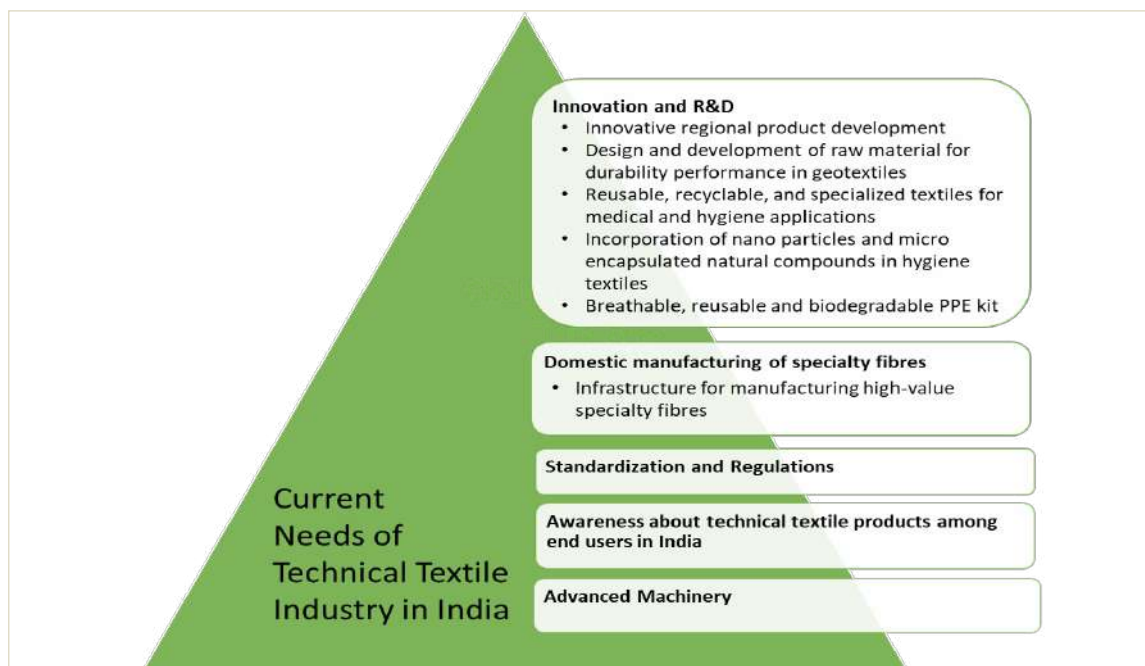 Innovation and R&D
• Innovative regional product development
• Design and development of raw material for
durability performance in geotextiles
• Reusable, recyclable, and specialized textiles for
medical and hygiene applications
• Incorporation of nano particles and micro
encapsulated natural compounds in hygiene
textiles
• Breathable, reusable and biodegradable PPE kit
Domestic manufacturing of specialty fibres
• Infrastructure for manufacturing high-value
specialty fibres
Standardization and Regulations
Awareness about technical textile products among
end users in India
Advanced Machinery
Current
Needs of
Technical Textile
Industry in India